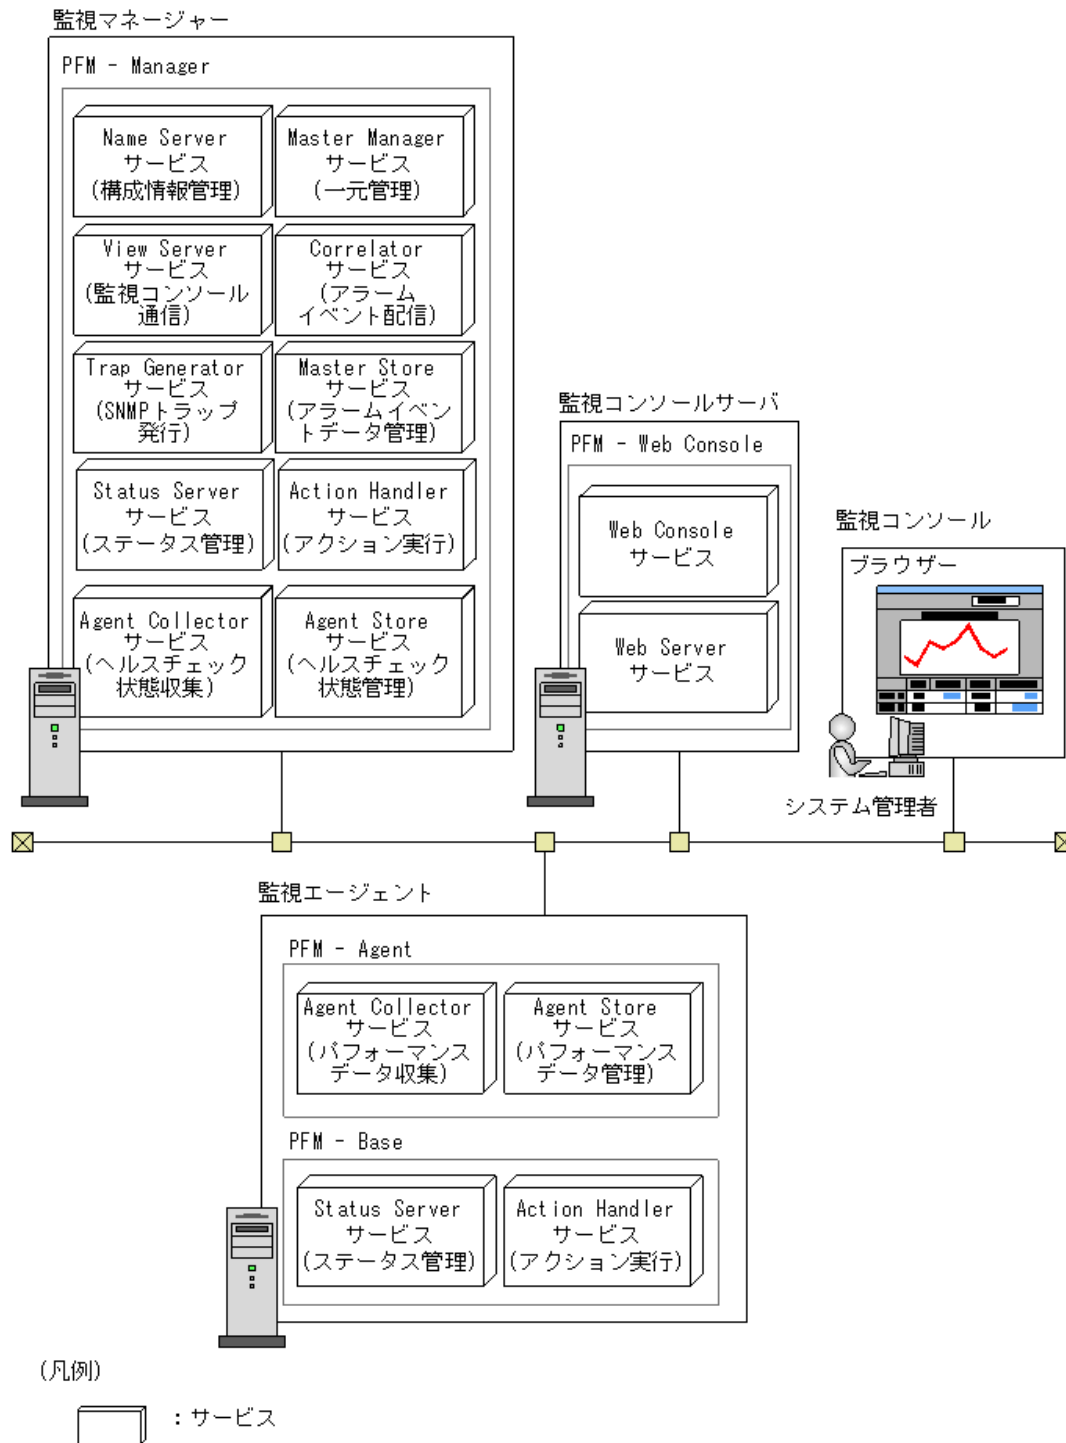 監視マネージャー
PFM - Manager
Name Server
サービス
(構成情報管理)
Master Manager
サービス
(一元管理)
View Server
サービス
(監視コンソール
通信)
Correlator
サービス
(アラーム
イベント配信)
Trap Generator
サービス
(SNMPトラップ
発行)
Master Store
サービス
(アラームイベン
トデータ管理)
Status Server
サービス
(ステータス管理)
Action Handler
サービス
(アクション実行)
Agent Collector
サービス
(ヘルスチェック
状態収集)
Agent Store
サービス
(ヘルスチェック
状態管理)
監視コンソールサーバ
PFM - Web Console
Web Console
サービス
Web Server
サービス
監視コンソール
ブラウザー
システム管理者
監視エージェント
PFM - Agent
Agent Collector
サービス
(パフォーマンス
データ収集)
Agent Store
サービス
(パフォーマンス
データ管理)
PFM - Base
Status Server
サービス
(ステータス管理)
Action Handler
サービス
(アクション実行)
(凡例)
：サービス